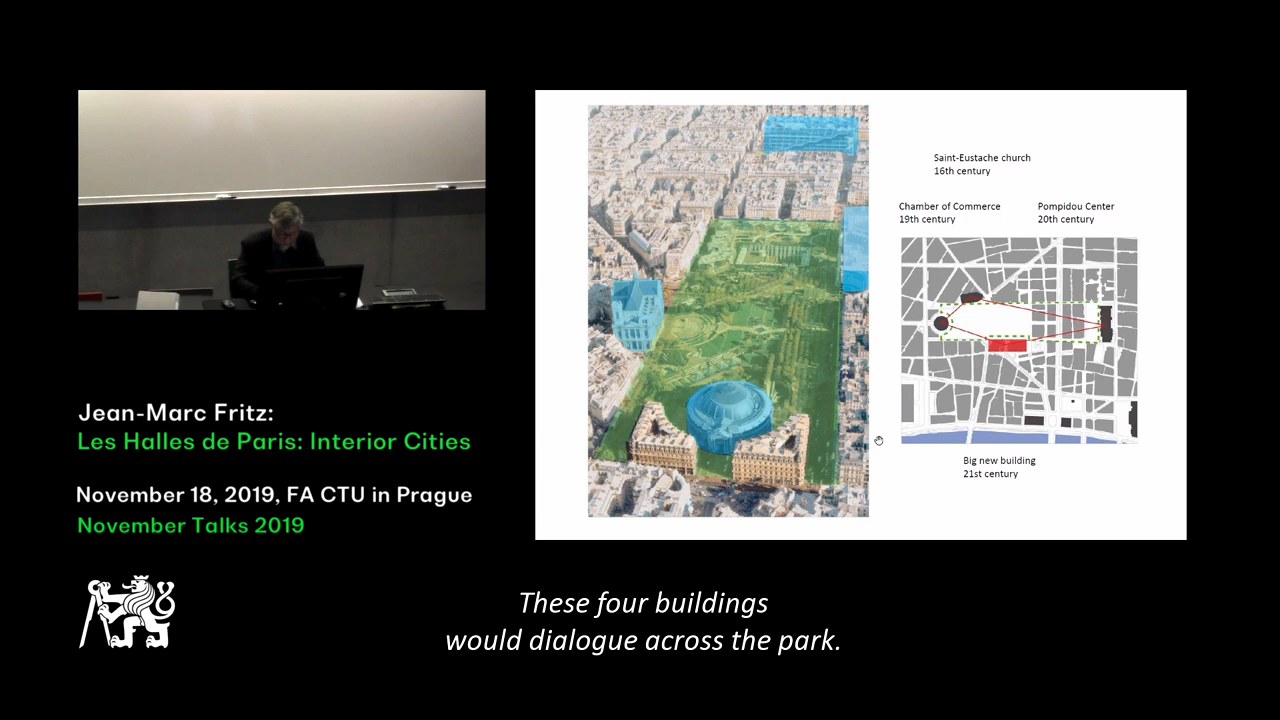 Jean-Marc Fritz:
Les Halles de Paris: Interior Cities
November 18, 2019, FA CTU in Prague
November Talks 2019
Saint-Eustache church
16th century
Chamber of Commerce
19th century
Pompidou Center
20th century
Big new building
21st century
These four buildings
would dialogue across the park.